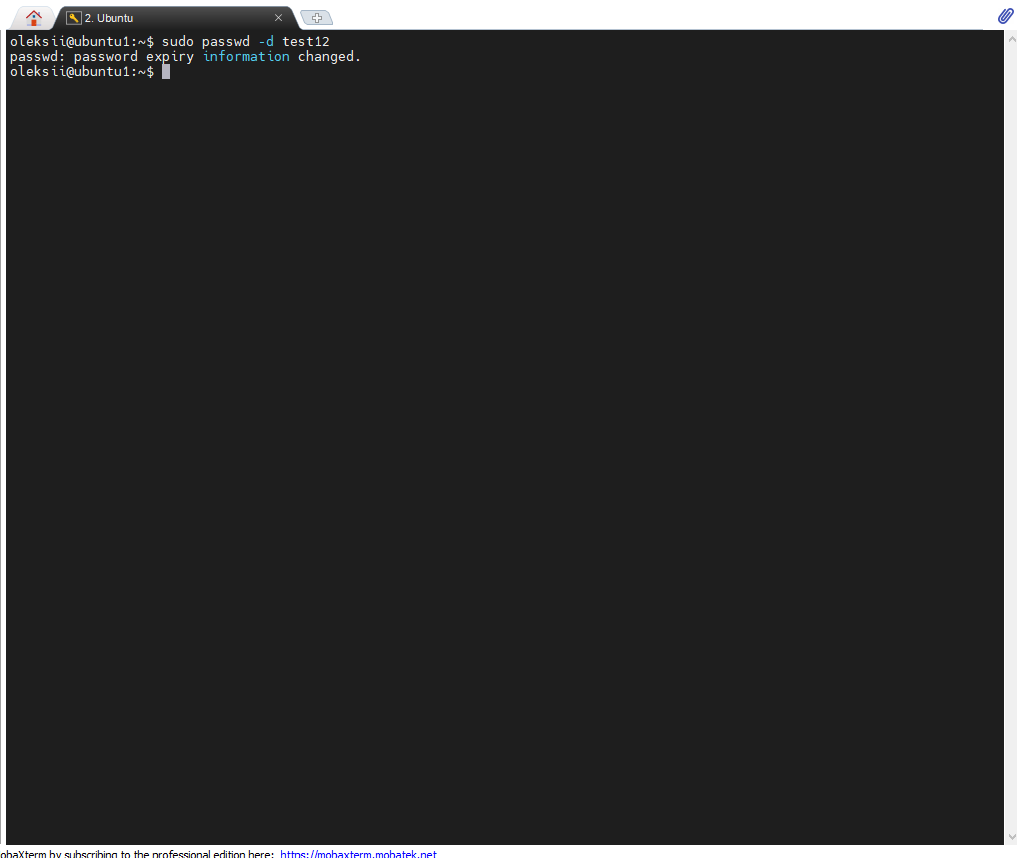 2. Ubuntu
oleksii@ubuntu1:~$ sudo passwd -d test12
passwd: password expiry information changed.
oleksii@ubuntu1:~$
obaXterm by subscribing to the professional edition here: https://mobaxterm.mobatek.net